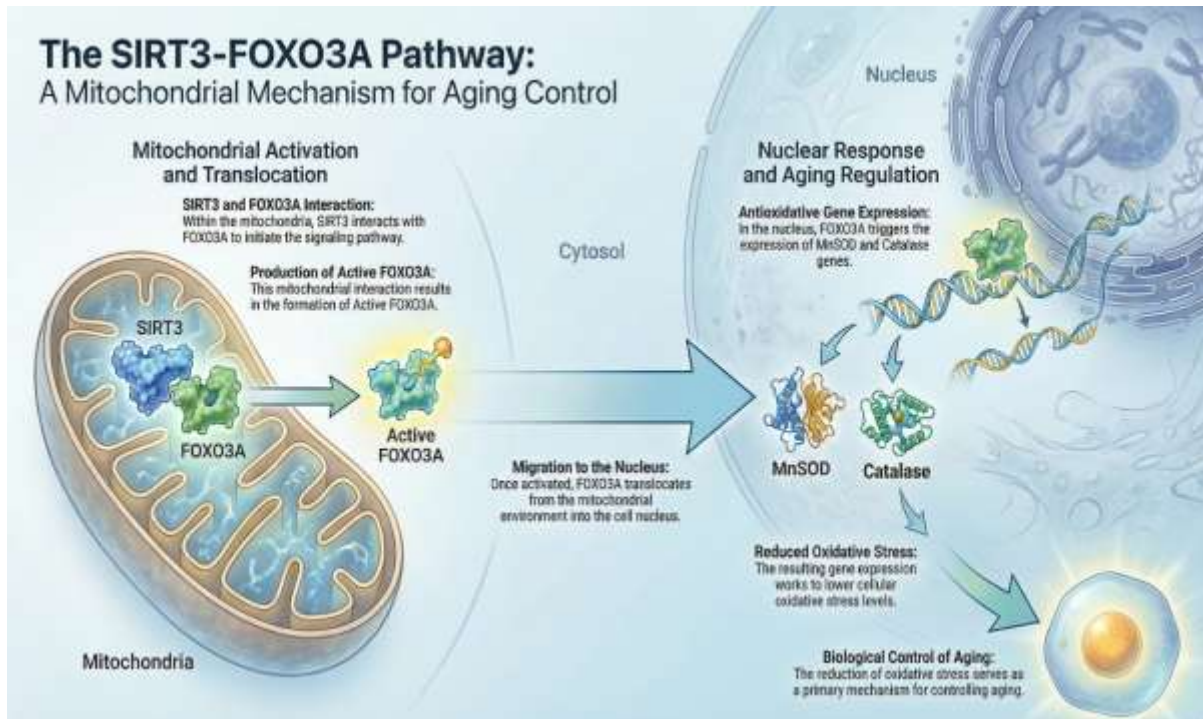 The SIRT3-FOXO3A Pathway:
A Mitochondrial Mechanism for Aging Control
Mitochondrial Activation
and Translocation
SIRT3 and FOXO3A Interaction:
Within the mitochondria, SIRT3 interacts with
FOXO3A to initiate the signaling pathway.
Production of Active FOXO3A:
This mitochondrial interaction results
in the formation of Active FOXO3A.
SIRT3
FOXO3A
Active
FOXO3A
Mitochondria
Cytosol
Migration to the Nucleus:
Once activated, FOXO3A translocates
from the mitochondrial
environment into the cell nucleus.
Nucleus
Nuclear Response
and Aging Regulation
Antioxidative Gene Expression:
In the nucleus, FOXO3A triggers the
expression of MnSOD and Catalase
genes.
MnSOD
Catalase
Reduced Oxidative Stress:
The resulting gene expression
works to lower cellular
oxidative stress levels.
Biological Control of Aging:
The reduction of oxidative stress serves as
a primary mechanism for controlling aging.